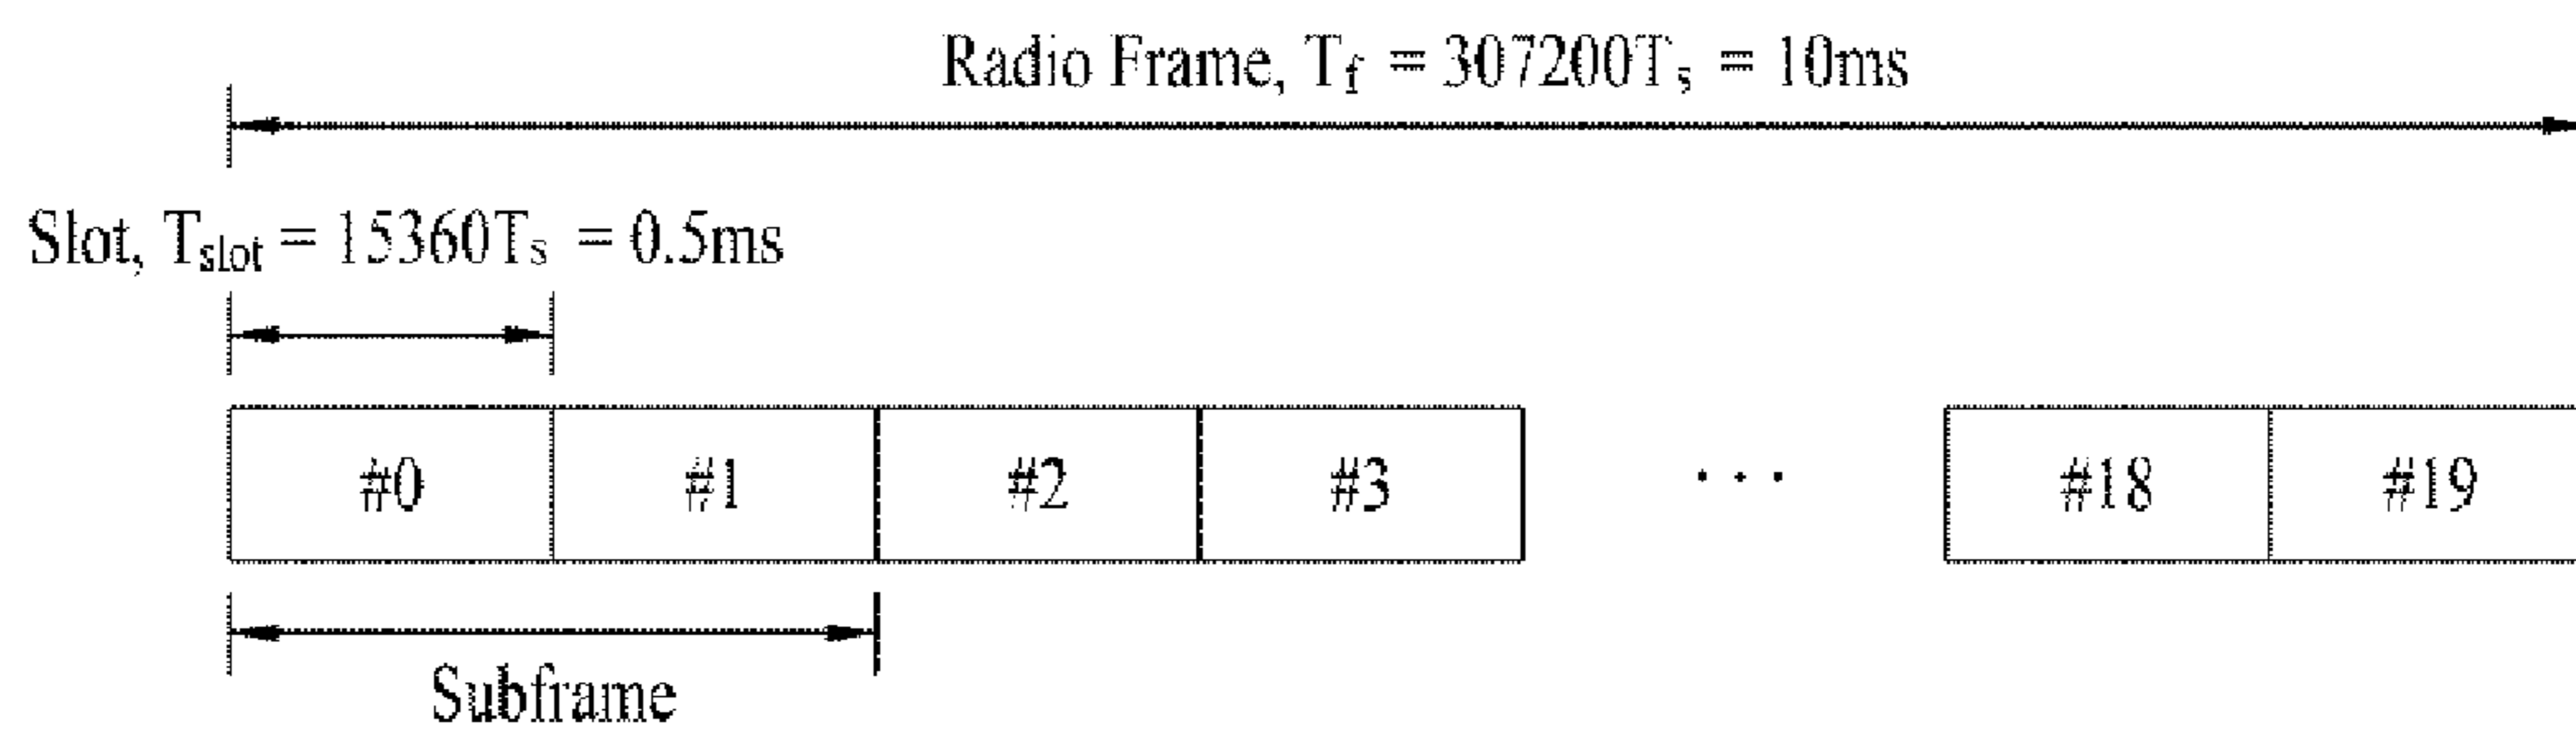 Radio Frame, Tf = 307200Ts = 10ms
Slot, Tslot = 15360Ts = 0.5ms
#0 #1 #2 #3 ··· #18 #19
Subframe